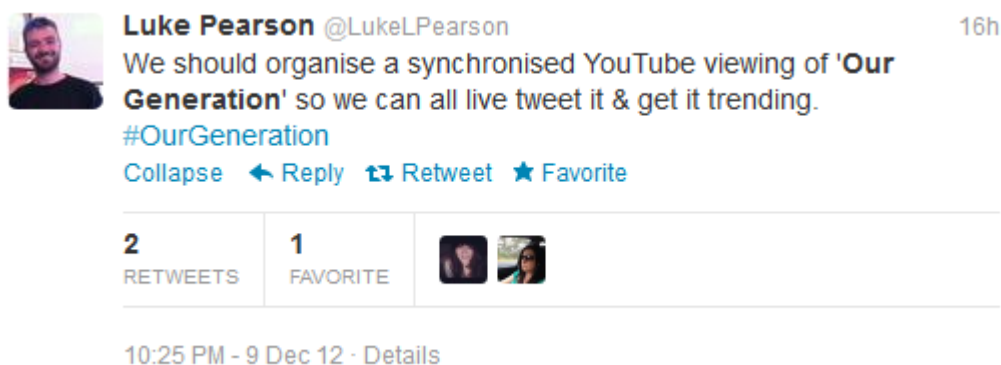 Luke Pearson @LukeLPearson 16h
We should organise a synchronised YouTube viewing of 'Our
Generation' so we can all live tweet it & get it trending.
#OurGeneration
Collapse Reply Retweet Favorite
2 1
RETWEETS FAVORITE
10:25 PM - 9 Dec 12 · Details